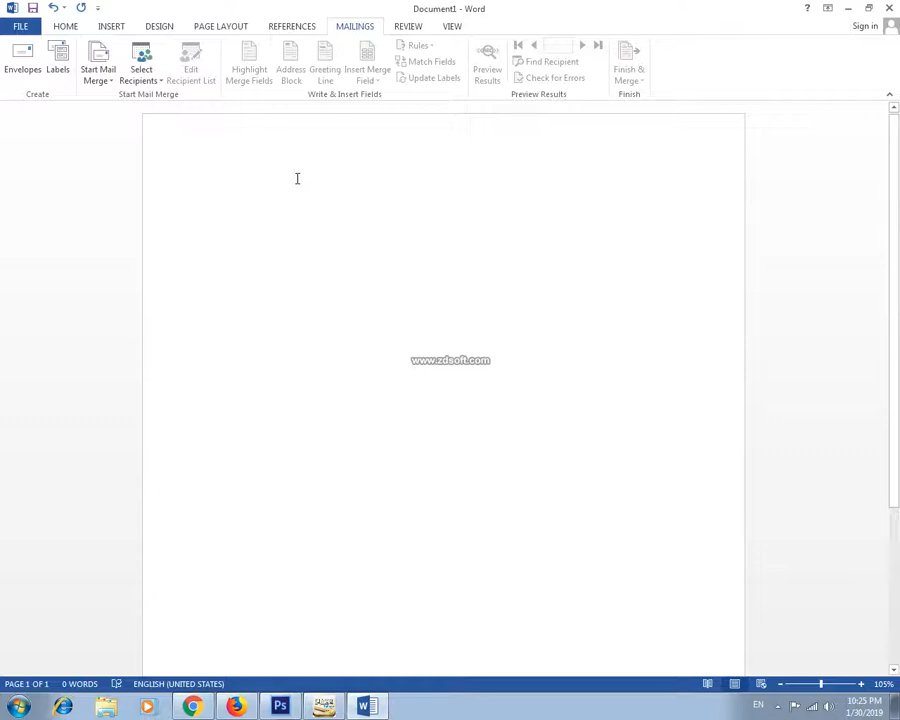 Document1 - Word
FILE HOME INSERT DESIGN PAGE LAYOUT REFERENCES MAILINGS REVIEW VIEW Sign in
Envelopes
Labels
Create
Start Mail
Merge
Select
Recipients
Edit
Recipient List
Start Mail Merge
Highlight
Merge Fields
Address
Block
Greeting
Line
Insert Merge
Field
Rules
Match Fields
Update Labels
Write & Insert Fields
ABC
Preview
Results
Find Recipient
Check for Errors
Preview Results
Finish &
Merge
Finish
www.zdsoft.com
PAGE 1 OF 1 0 WORDS ENGLISH (UNITED STATES) 105%
Ps
EN
10:25 PM
1/30/2019